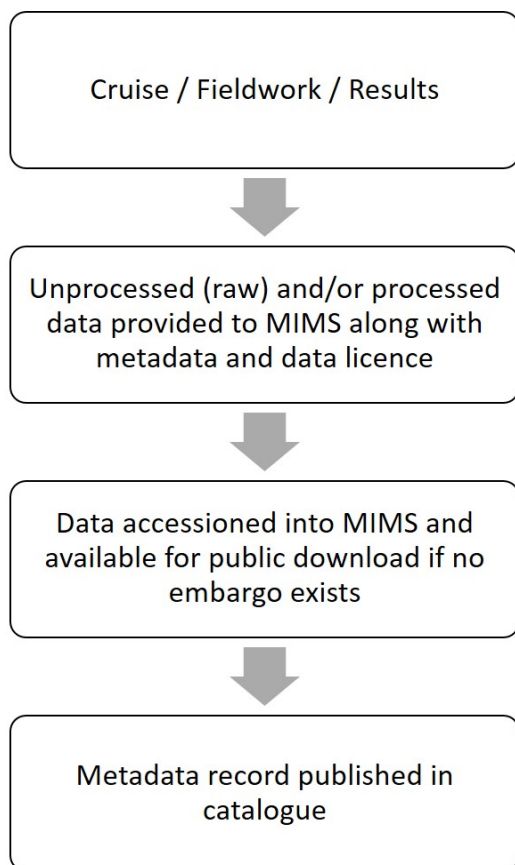 Cruise / Fieldwork / Results
Unprocessed (raw) and/or processed
data provided to MIMS along with
metadata and data licence
Data accessioned into MIMS and
available for public download if no
embargo exists
Metadata record published in
catalogue